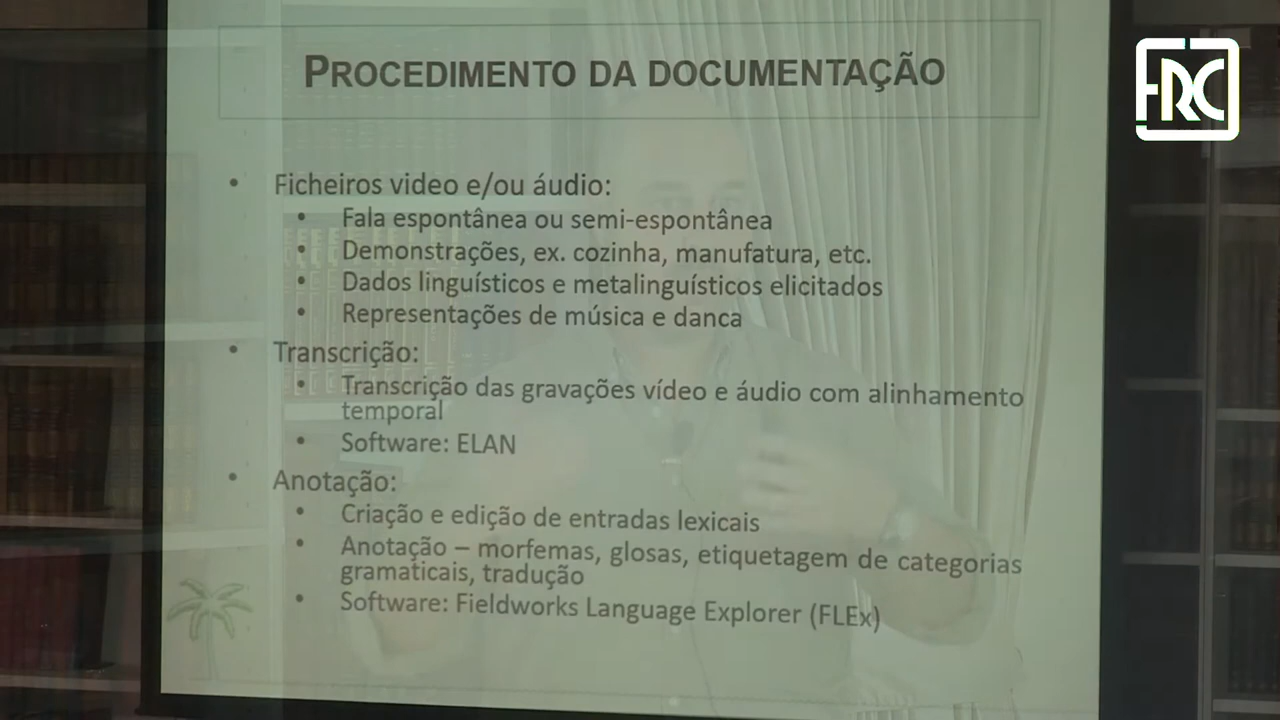 FRC
PROCEDIMENTO DA DOCUMENTAÇÃO
• Ficheiros video e/ou áudio:
• Fala espontânea ou semi-espontânea
• Demonstrações, ex. cozinha, manufatura, etc.
• Dados linguísticos e metalinguísticos elicitados
• Representações de música e danca
• Transcrição:
• Transcrição das gravações vídeo e áudio com alinhamento
temporal
• Software: ELAN
• Anotação:
• Criação e edição de entradas lexicais
• Anotação – morfemas, glosas, etiquetagem de categorias
gramaticais, tradução
• Software: Fieldworks Language Explorer (FLEx)